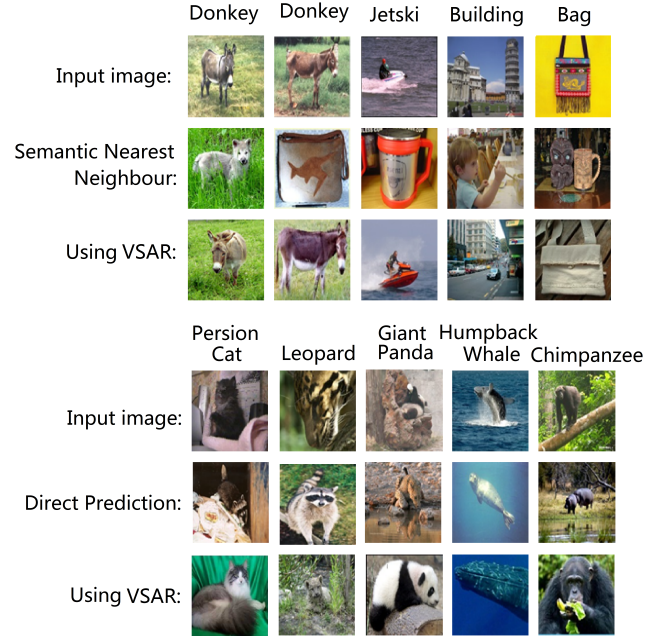 Donkey Donkey Jetski Building Bag
Input image:
Semantic Nearest
Neighbour:
Using VSAR:
Persion
Cat
Leopard
Giant
Panda
Humpback
Whale
Chimpanzee
Input image:
Direct Prediction:
Using VSAR: